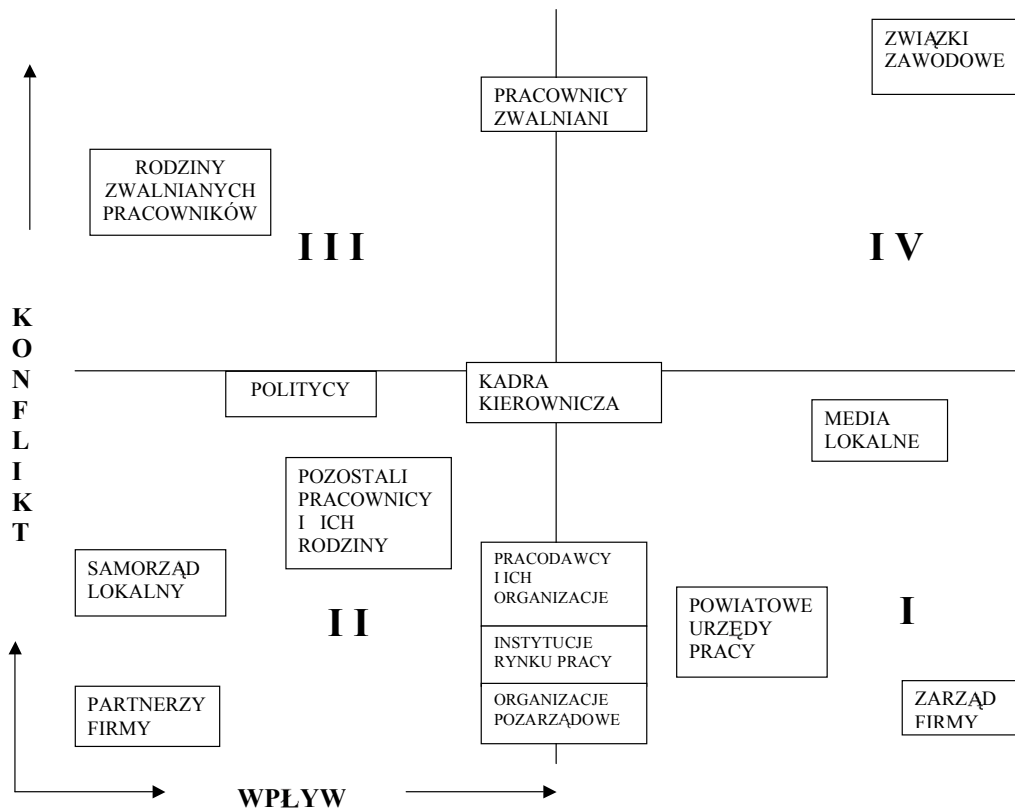 ZWIĄZKI
ZAWODOWE
PRACOWNICY
ZWALNIANI
RODZINY
ZWALNIANYCH
PRACOWNIKÓW
I I I
I V
K
O
N
F
L
I
K
T
POLITYCY
KADRA
KIEROWNICZA
MEDIA
LOKALNE
POZOSTALI
PRACOWNICY
I ICH
RODZINY
SAMORZĄD
LOKALNY
I I
PRACODAWCY
I ICH
ORGANIZACJE
INSTYTUCJE
RYNKU PRACY
ORGANIZACJE
POZARZĄDOWE
POWIATOWE
URZĘDY
PRACY
I
PARTNERZY
FIRMY
ZARZĄD
FIRMY
WPŁYW